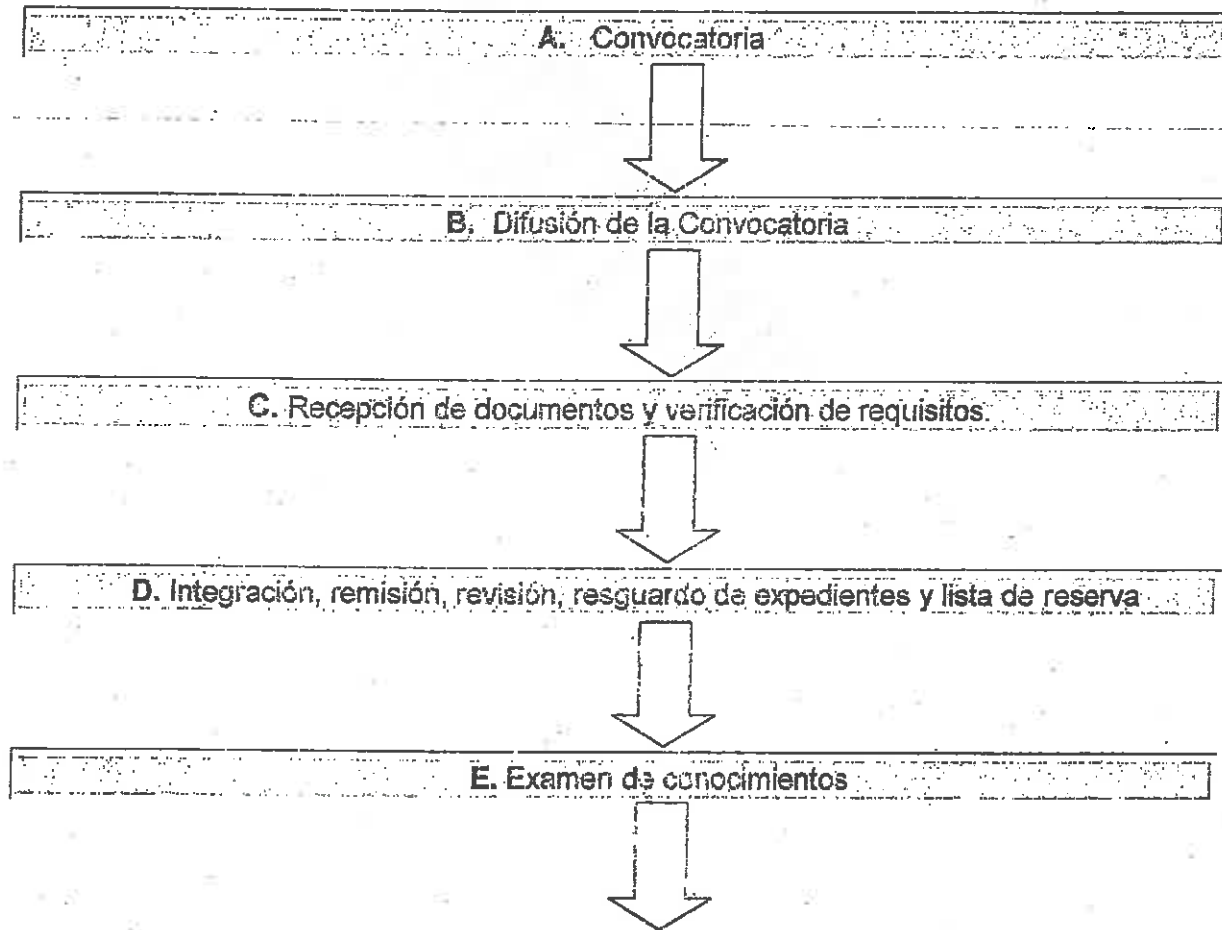 A. Convocatoria
B. Difusión de la Convocatoria
C. Recepción de documentos y verificación de requisitos.
D. Integración, remisión, revisión, resguardo de expedientes y lista de reserva
E. Examen de conocimientos